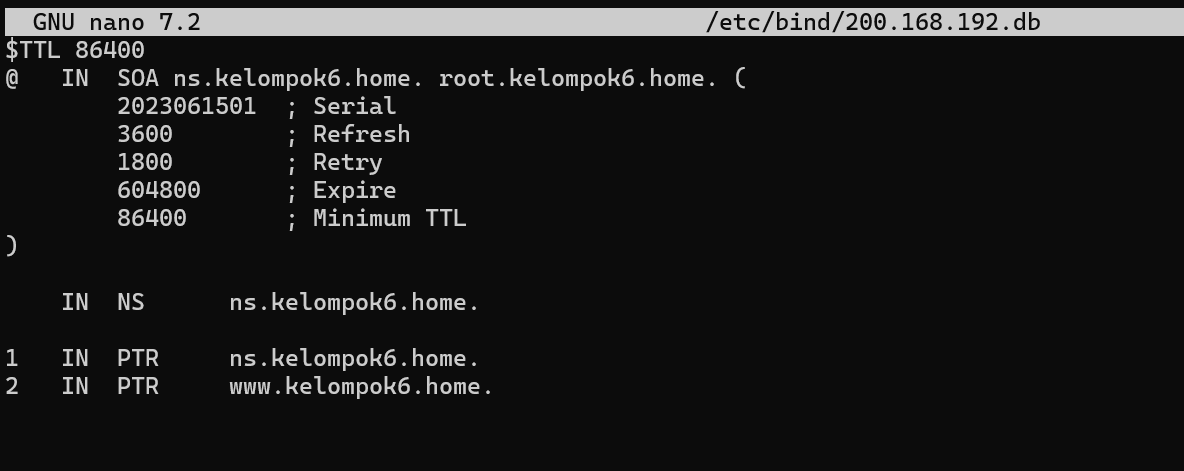 GNU nano 7.2 /etc/bind/200.168.192.db
$TTL 86400
@ IN SOA ns.kelompok6.home. root.kelompok6.home. (
2023061501 ; Serial
3600 ; Refresh
1800 ; Retry
604800 ; Expire
86400 ; Minimum TTL
)
IN NS ns.kelompok6.home.
1 IN PTR ns.kelompok6.home.
2 IN PTR www.kelompok6.home.